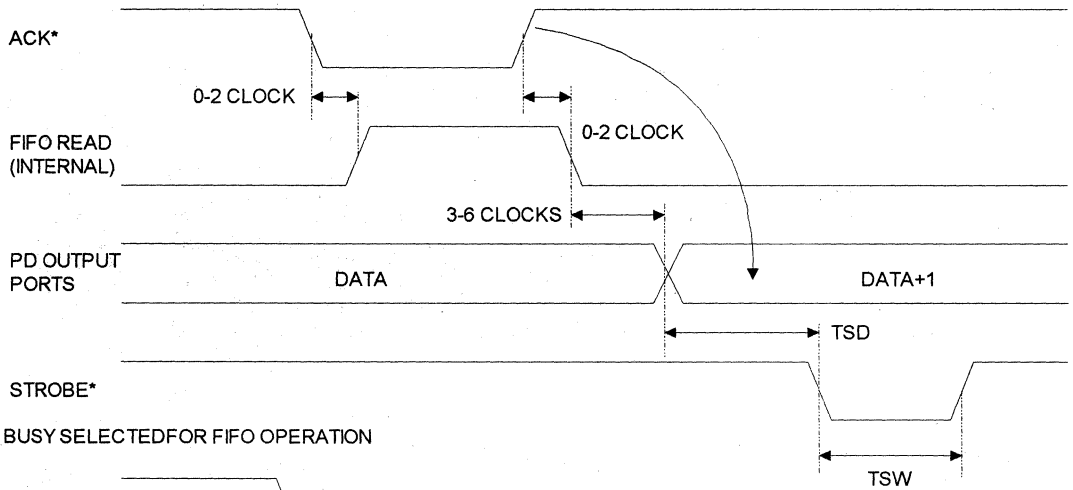 ACK*
0-2 CLOCK
0-2 CLOCK
FIFO READ
(INTERNAL)
3-6 CLOCKS
PD OUTPUT
PORTS
DATA
DATA+1
TSD
STROBE*
BUSY SELECTEDFOR FIFO OPERATION
TSW